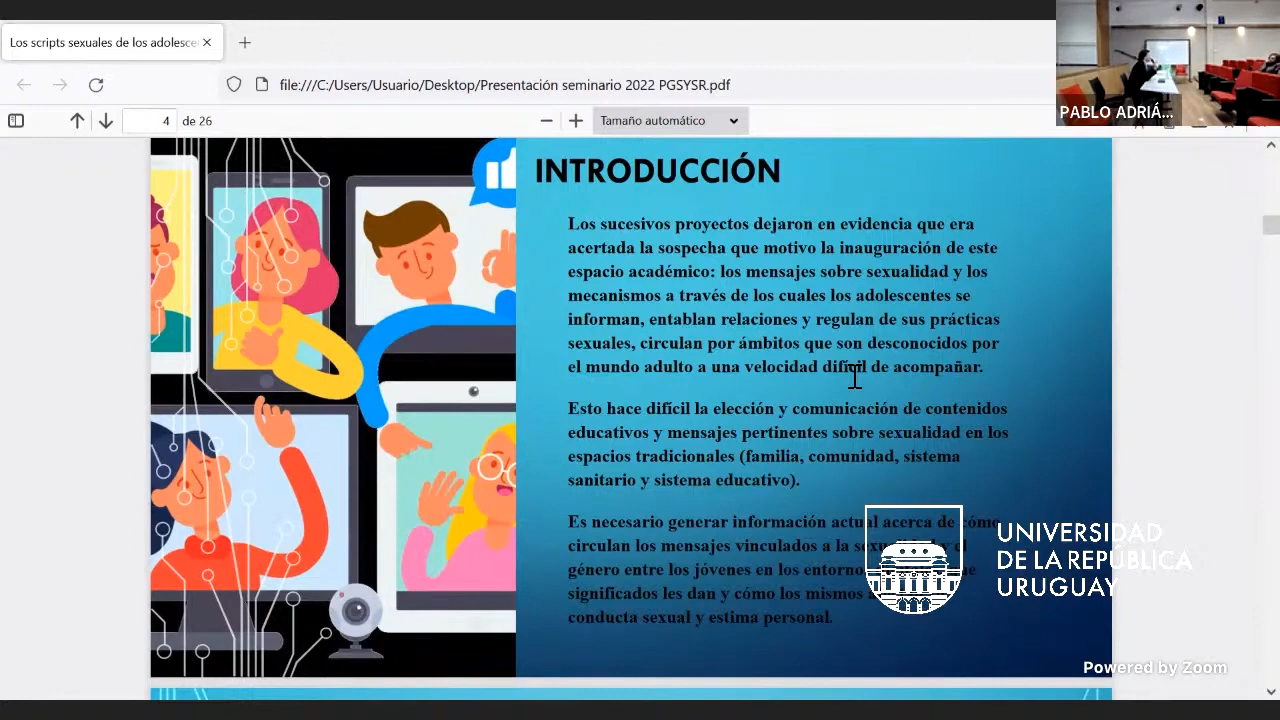 Los scripts sexuales de los adolesce
file:///C:/Users/Usuario/Desktop/Presentación seminario 2022 PGSYSR.pdf
PABLO ADRIÁ...
4 de 26
Tamaño automático
INTRODUCCIÓN
Los sucesivos proyectos dejaron en evidencia que era
acertada la sospecha que motivo la inauguración de este
espacio académico: los mensajes sobre sexualidad y los
mecanismos a través de los cuales los adolescentes se
informan, entablan relaciones y regulan de sus prácticas
sexuales, circulan por ámbitos que son desconocidos por
el mundo adulto a una velocidad difícil de acompañar.
Esto hace difícil la elección y comunicación de contenidos
educativos y mensajes pertinentes sobre sexualidad en los
espacios tradicionales (familia, comunidad, sistema
sanitario y sistema educativo).
Es necesario generar información actual acerca de cómo
circulan los mensajes vinculados a la sexualidad y el
género entre los jóvenes en los
significados les dan y cómo los mismos
conducta sexual y estima personal.
UNIVERSIDAD
DE LA REPÚBLICA
URUGUAY
Powered by Zoom